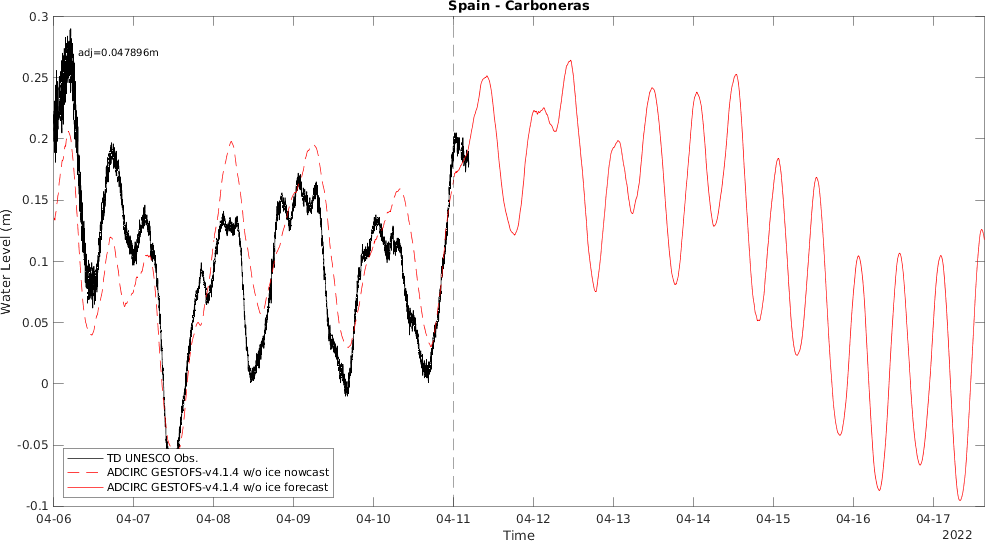 Spain - Carboneras
0.3
adj=0.047896m
0.25
0.2
0.15
0.1
0.05
0
-0.05
-0.1
Water Level (m)
TD UNESCO Obs.
ADCIRC GESTOFS-v4.1.4 w/o ice nowcast
ADCIRC GESTOFS-v4.1.4 w/o ice forecast
04-06 04-07 04-08 04-09 04-10 04-11 04-12 04-13 04-14 04-15 04-16 04-17
Time
2022